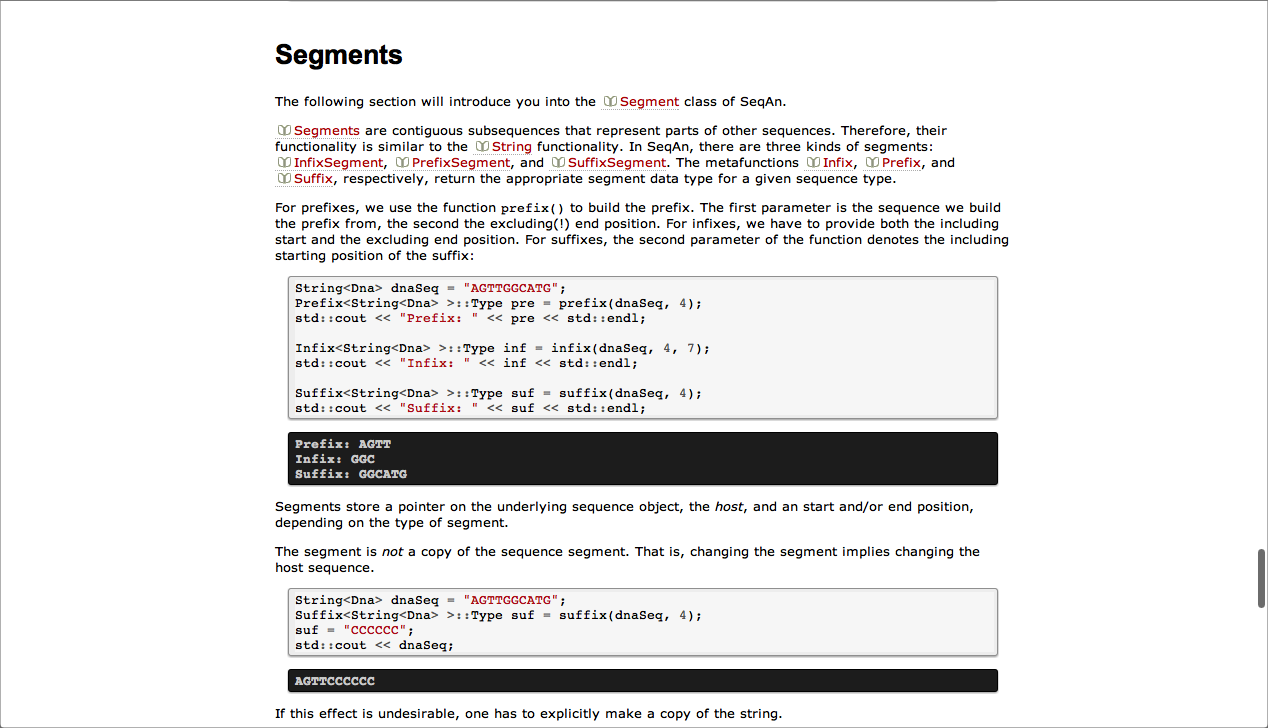 Segments
The following section will introduce you into the Segment class of SeqAn.
Segments are contiguous subsequences that represent parts of other sequences. Therefore, their
functionality is similar to the String functionality. In SeqAn, there are three kinds of segments:
InfixSegment, PrefixSegment, and SuffixSegment. The metafunctions Infix, Prefix, and
Suffix, respectively, return the appropriate segment data type for a given sequence type.
For prefixes, we use the function prefix() to build the prefix. The first parameter is the sequence we build
the prefix from, the second the excluding(!) end position. For infixes, we have to provide both the including
start and the excluding end position. For suffixes, the second parameter of the function denotes the including
starting position of the suffix:
String<Dna> dnaSeq = "AGTTGGCATG";
Prefix<String<Dna> >::Type pre = prefix(dnaSeq, 4);
std::cout << "Prefix: " << pre << std::endl;
Infix<String<Dna> >::Type inf = infix(dnaSeq, 4, 7);
std::cout << "Infix: " << inf << std::endl;
Suffix<String<Dna> >::Type suf = suffix(dnaSeq, 4);
std::cout << "Suffix: " << suf << std::endl;
Prefix: AGTT
Infix: GGC
Suffix: GGCATG
Segments store a pointer on the underlying sequence object, the host, and an start and/or end position,
depending on the type of segment.
The segment is not a copy of the sequence segment. That is, changing the segment implies changing the
host sequence.
String<Dna> dnaSeq = "AGTTGGCATG";
Suffix<String<Dna> >::Type suf = suffix(dnaSeq, 4);
suf = "CCCCCC";
std::cout << dnaSeq;
AGTTCCCCCC
If this effect is undesirable, one has to explicitly make a copy of the string.